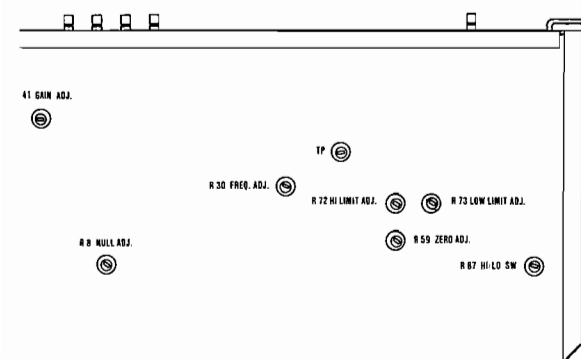 41 GAIN ADJ.
TP
R 30 FREQ. ADJ.
R 72 HI LIMIT ADJ.
R 73 LOW LIMIT ADJ.
R 8 NULL ADJ.
R 59 ZERO ADJ.
R 67 HI-LO SW